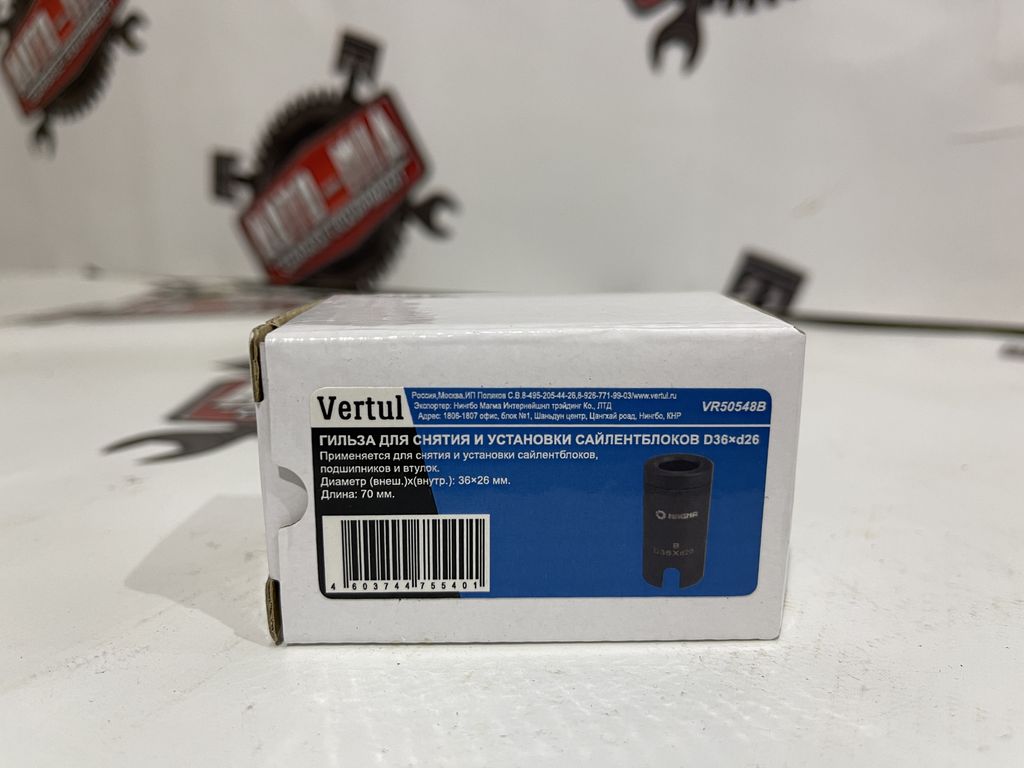 AUTO-MAX
Vertul
Россия,Москва.ИП Поляков С.В.8-495-205-44-26,8-926-771-99-03/www.vertul.ru
Экспортер: Нингбо Магма Интернейшнл трэйдинг Ко., ЛТД
Адрес: 1806-1807 офис, блок №1, Шаньдун центр, Цангхай роад, Нингбо, КНР
VR50548B
ГИЛЬЗА ДЛЯ СНЯТИЯ И УСТАНОВКИ САЙЛЕНТБЛОКОВ D36×d26
Применяется для снятия и установки сайлентблоков,
подшипников и втулок.
Диаметр (внеш.)x(внутр.): 36×26 мм.
Длина: 70 мм.
MAGMA
B
D36×d26
4 603744 755401